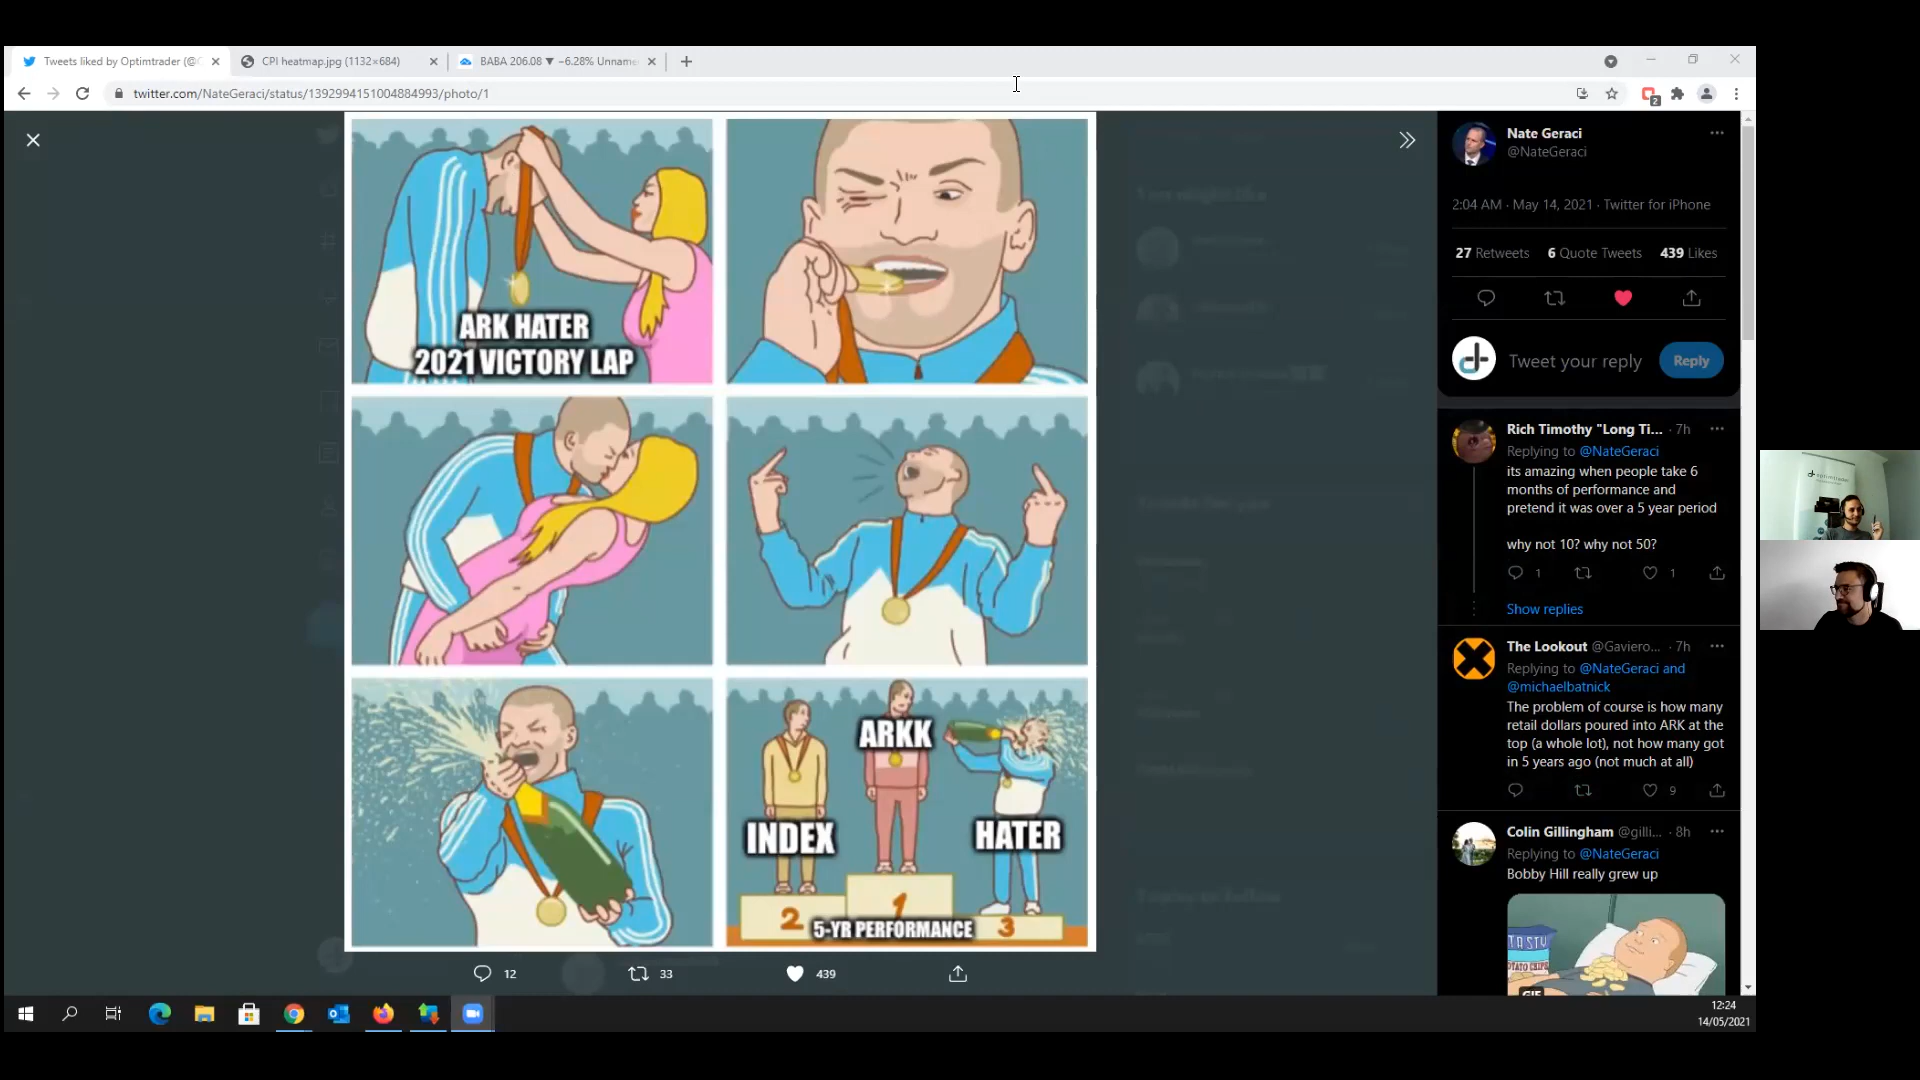 Tweets liked by Optimtrader (@O
CPI heatmap.jpg (1132×684)
BABA 206.08 ▼ −6.28% Unname
twitter.com/NateGeraci/status/1392994151004884993/photo/1
2
ARK HATER
2021 VICTORY LAP
INDEX
ARKK
HATER
2
1
3
5-YR PERFORMANCE
12
33
439
Nate Geraci
@NateGeraci
2:04 AM · May 14, 2021 · Twitter for iPhone
27 Retweets 6 Quote Tweets 439 Likes
Tweet your reply
Reply
Rich Timothy "Long Ti... · 7h
Replying to @NateGeraci
its amazing when people take 6
months of performance and
pretend it was over a 5 year period
why not 10? why not 50?
1
1
Show replies
The Lookout @Gaviero... · 7h
Replying to @NateGeraci and
@michaelbatnick
The problem of course is how many
retail dollars poured into ARK at the
top (a whole lot), not how many got
in 5 years ago (not much at all)
9
Colin Gillingham @gilli... · 8h
Replying to @NateGeraci
Bobby Hill really grew up
TASTY
POTATO CHIPS
GIF
12:24
14/05/2021